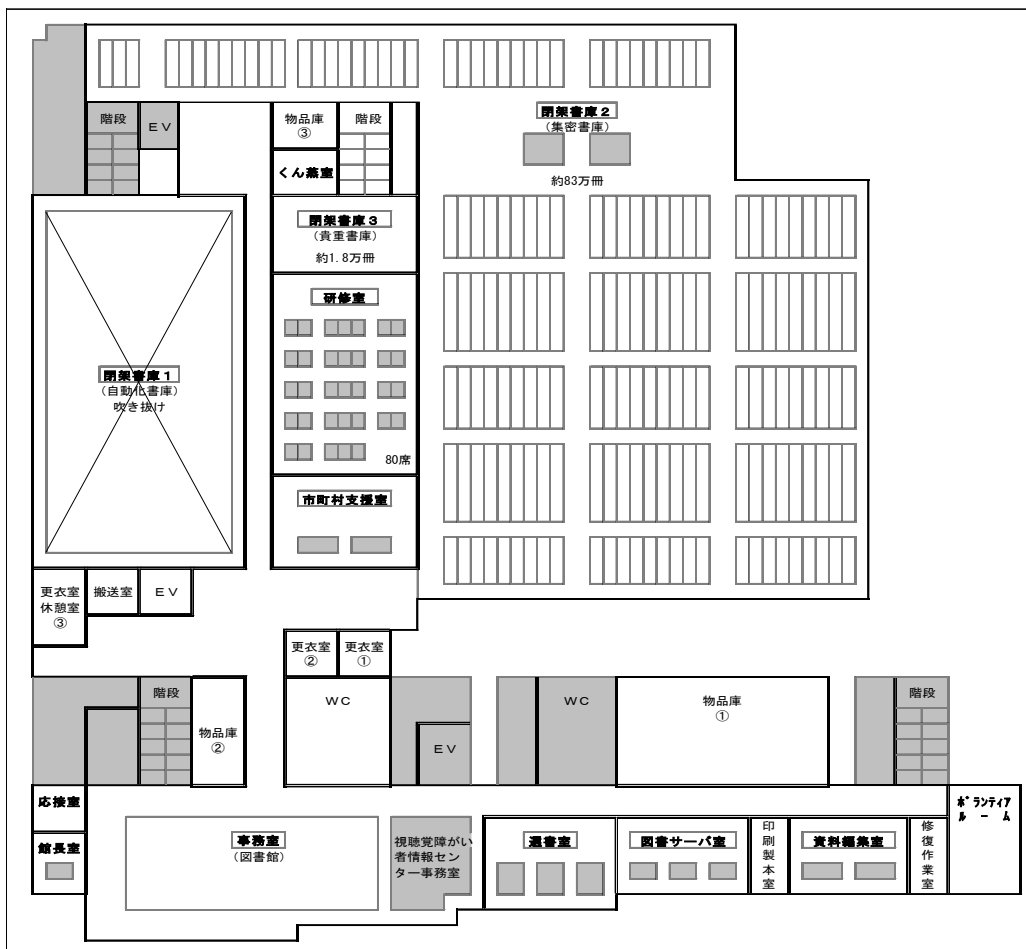 階段
ＥＶ
物品庫
③
階段
閉架書庫２
(集密書庫)
約83万冊
くん蒸室
閉架書庫３
(貴重書庫)
約1.8万冊
研修室
80席
閉架書庫１
(自動化書庫)
吹き抜け
市町村支援室
更衣室
休憩室
③
搬送室
ＥＶ
更衣室
②
更衣室
①
階段
物品庫
②
ＷＣ
ＥＶ
ＷＣ
物品庫
①
階段
応接室
館長室
事務室
(図書館)
視聴覚障がい
者情報セン
ター事務室
選書室
図書サーバ室
印刷製本室
資料編集室
修復作業室
ボランティア
ルーム